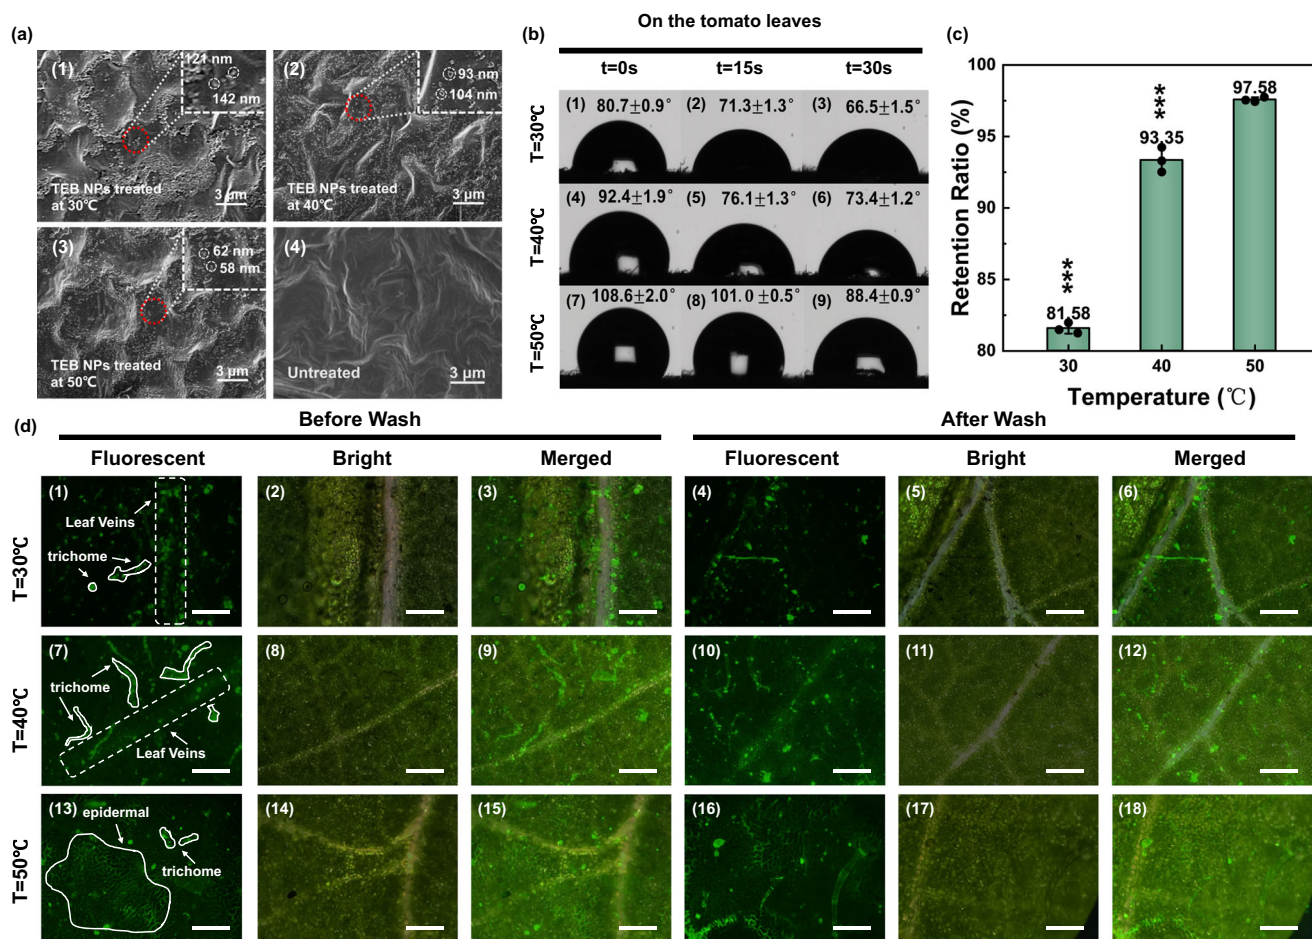 (a)
(1)
121 nm
142 nm
TEB NPs treated
at 30℃
3 μm
(2)
93 nm
104 nm
TEB NPs treated
at 40℃
3 μm
(3)
62 nm
58 nm
TEB NPs treated
at 50℃
3 μm
(4)
Untreated
3 μm
(b)
On the tomato leaves
t=0s t=15s t=30s
T=30℃
(1) 80.7±0.9° (2) 71.3±1.3° (3) 66.5±1.5°
T=40℃
(4) 92.4±1.9° (5) 76.1±1.3° (6) 73.4±1.2°
T=50℃
(7) 108.6±2.0° (8) 101.0 ±0.5° (9) 88.4±0.9°
(c)
Retention Ratio (%)
100
95
90
85
80
***
81.58
***
93.35
97.58
30 40 50
Temperature (℃)
(d)
Before Wash After Wash
Fluorescent Bright Merged Fluorescent Bright Merged
T=30℃
(1) (2) (3) (4) (5) (6)
Leaf Veins
trichome
T=40℃
(7) (8) (9) (10) (11) (12)
trichome
Leaf Veins
T=50℃
(13) (14) (15) (16) (17) (18)
epidermal
trichome